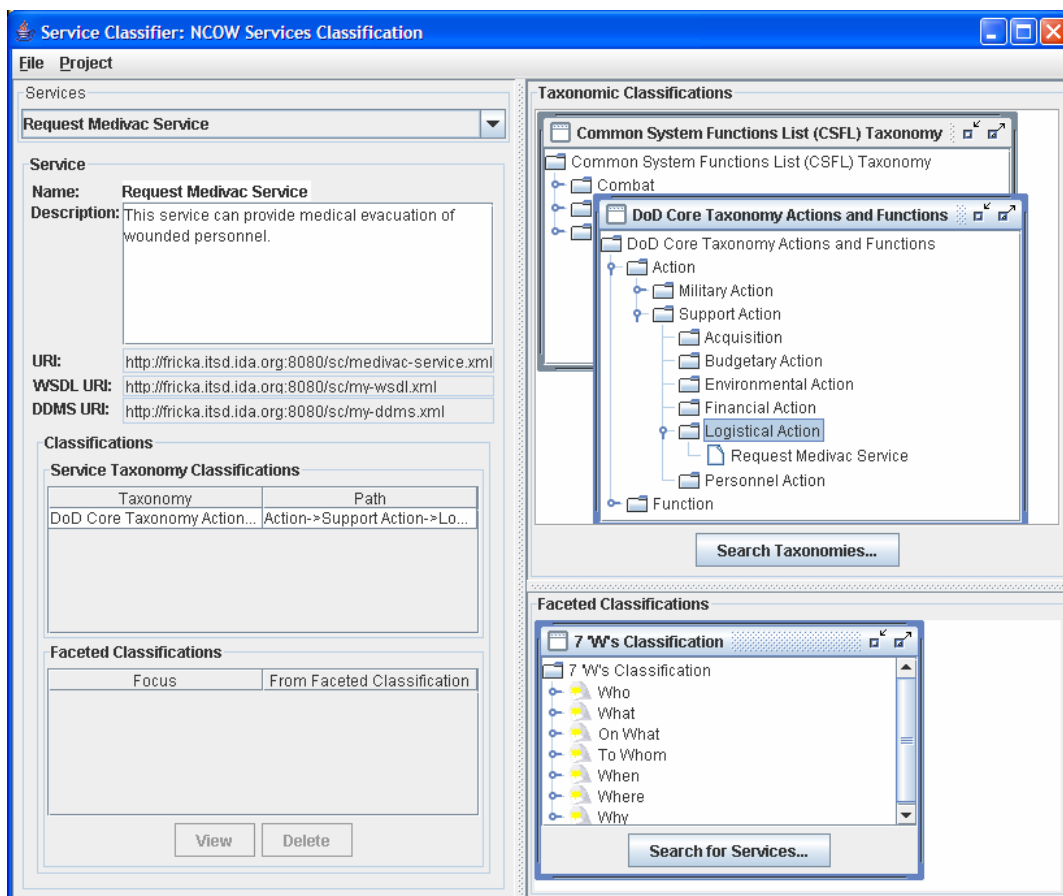 Service Classifier: NCOW Services Classification
File Project
Services
Request Medivac Service
Service
Name: Request Medivac Service
Description: This service can provide medical evacuation of
wounded personnel.
URI: http://fricka.itsd.ida.org:8080/sc/medivac-service.xml
WSDL URI: http://fricka.itsd.ida.org:8080/sc/my-wsdl.xml
DDMS URI: http://fricka.itsd.ida.org:8080/sc/my-ddms.xml
Classifications
Service Taxonomy Classifications
Taxonomy Path
DoD Core Taxonomy Action... Action->Support Action->Lo...
Faceted Classifications
Focus From Faceted Classification
View Delete
Taxonomic Classifications
Common System Functions List (CSFL) Taxonomy
Common System Functions List (CSFL) Taxonomy
Combat
DoD Core Taxonomy Actions and Functions
DoD Core Taxonomy Actions and Functions
Action
Military Action
Support Action
Acquisition
Budgetary Action
Environmental Action
Financial Action
Logistical Action
Request Medivac Service
Personnel Action
Function
Search Taxonomies...
Faceted Classifications
7 'W's Classification
7 'W's Classification
Who
What
On What
To Whom
When
Where
Why
Search for Services...